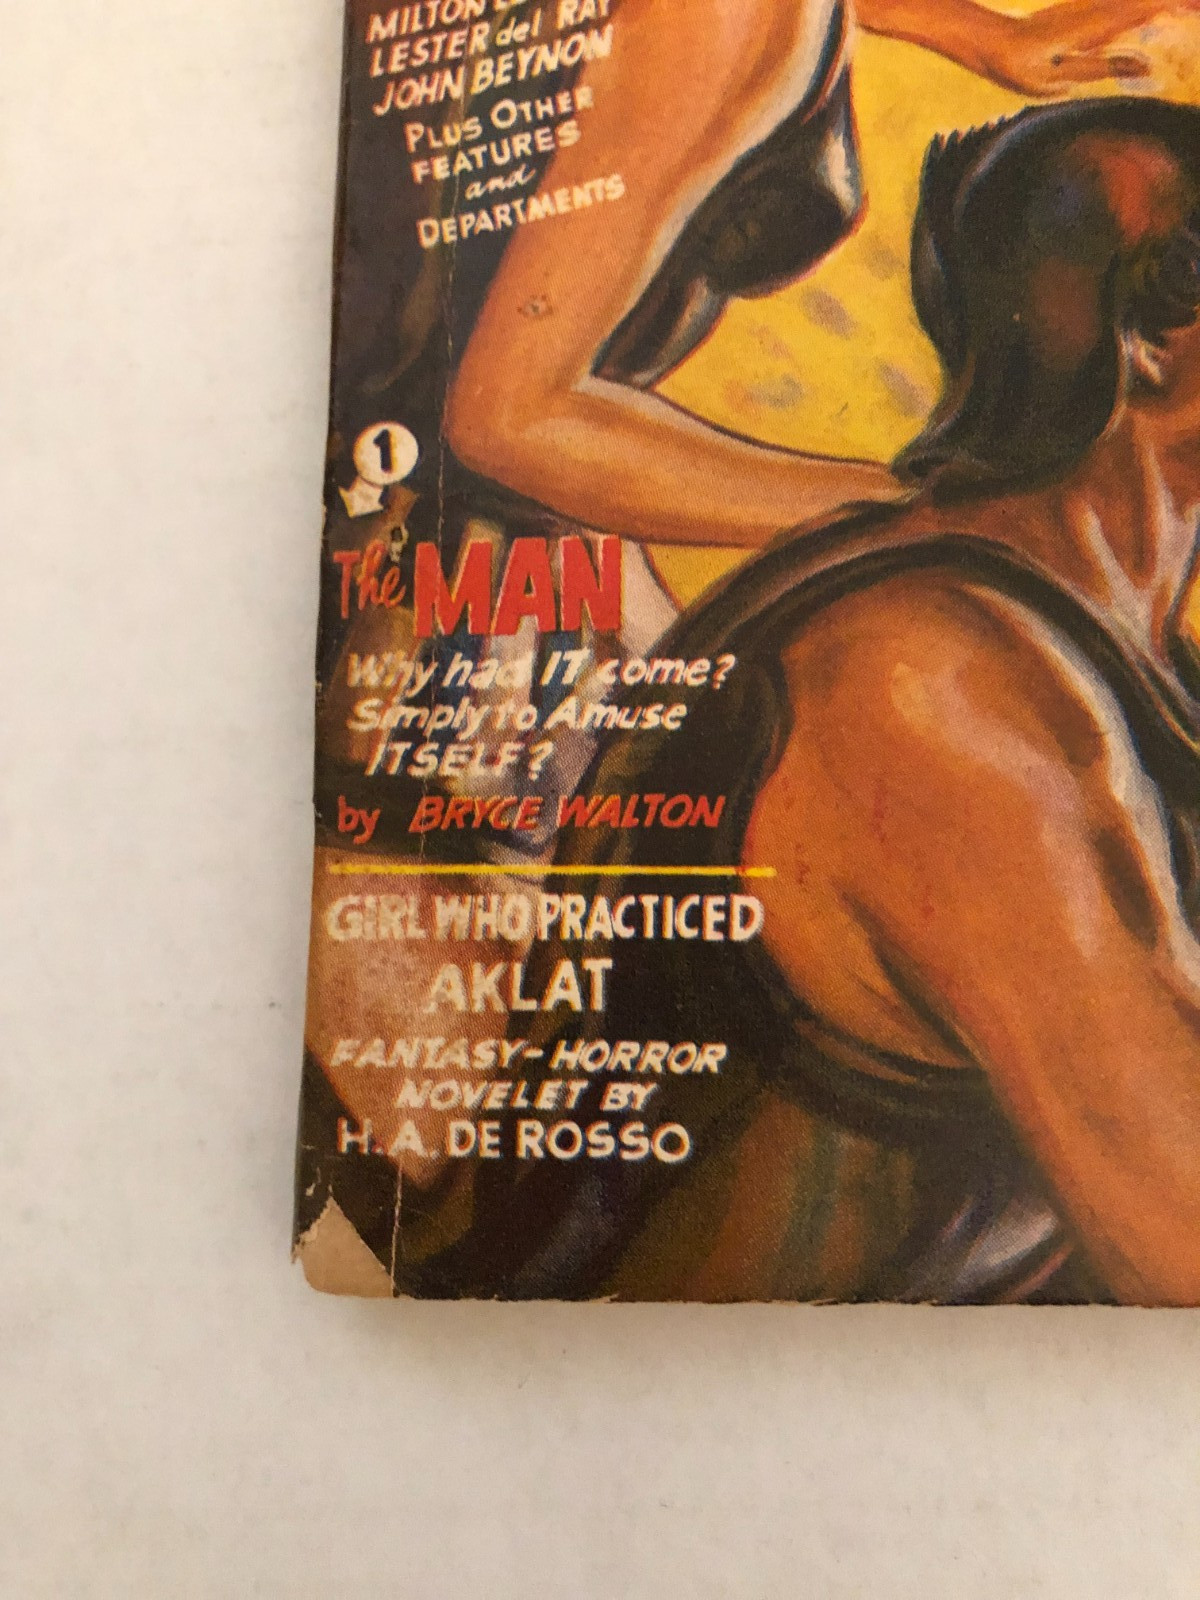 MILTON
LESTER del RAY
JOHN BEYNON
PLUS OTHER
FEATURES
and
DEPARTMENTS
1
The MAN
Why had IT come?
Simply to Amuse
ITSELF?
by BRYCE WALTON
GIRL WHO PRACTICED
AKLAT
FANTASY-HORROR
NOVELET BY
H. A. DE ROSSO